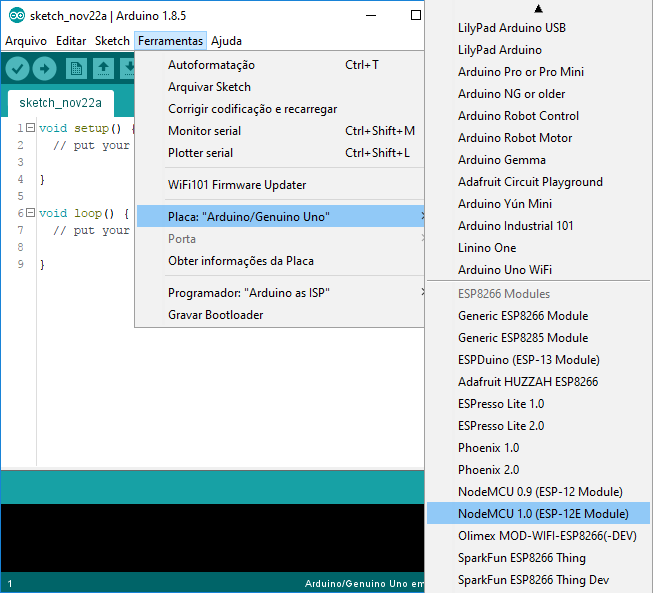 sketch_nov22a | Arduino 1.8.5
Arquivo Editar Sketch Ferramentas Ajuda
sketch_nov22a
1 void setup() {
2 // put your
3
4 }
5
6 void loop() {
7 // put your
8
9 }
Autoformatação Ctrl+T
Arquivar Sketch
Corrigir codificação e recarregar
Monitor serial Ctrl+Shift+M
Plotter serial Ctrl+Shift+L
WiFi101 Firmware Updater
Placa: "Arduino/Genuino Uno"
Porta
Obter informações da Placa
Programador: "Arduino as ISP"
Gravar Bootloader
LilyPad Arduino USB
LilyPad Arduino
Arduino Pro or Pro Mini
Arduino NG or older
Arduino Robot Control
Arduino Robot Motor
Arduino Gemma
Adafruit Circuit Playground
Arduino Yún Mini
Arduino Industrial 101
Linino One
Arduino Uno WiFi
ESP8266 Modules
Generic ESP8266 Module
Generic ESP8285 Module
ESPDuino (ESP-13 Module)
Adafruit HUZZAH ESP8266
ESPresso Lite 1.0
ESPresso Lite 2.0
Phoenix 1.0
Phoenix 2.0
NodeMCU 0.9 (ESP-12 Module)
NodeMCU 1.0 (ESP-12E Module)
Olimex MOD-WIFI-ESP8266(-DEV)
SparkFun ESP8266 Thing
SparkFun ESP8266 Thing Dev
1 Arduino/Genuino Uno em